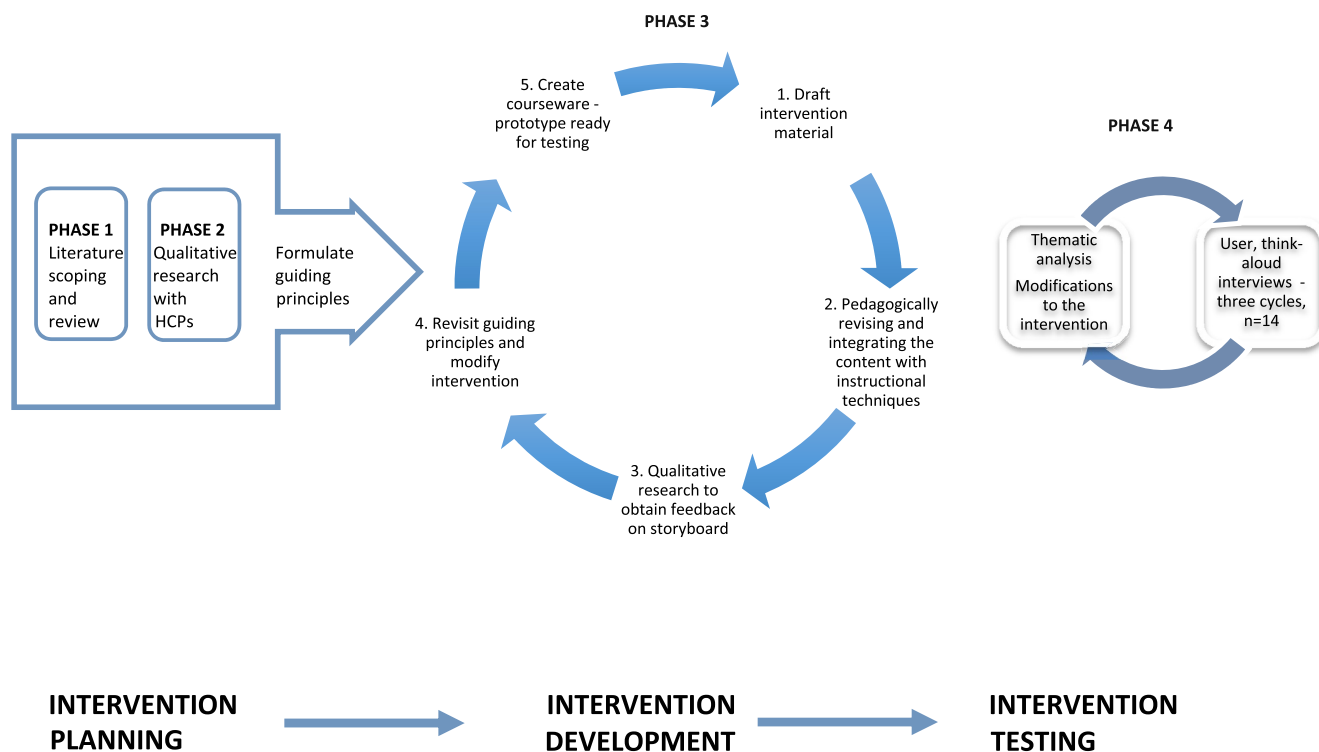 PHASE 3
5. Create
courseware -
prototype ready
for testing
1. Draft
intervention
material
PHASE 4
PHASE 1
Literature
scoping
and
review
PHASE 2
Qualitative
research
with
HCPs
Formulate
guiding
principles
2. Pedagogically
revising and
integrating the
content with
instructional
techniques
3. Qualitative
research to
obtain feedback
on storyboard
4. Revisit guiding
principles and
modify
intervention
Thematic
analysis
Modifications
to the
intervention
User, think-
aloud
interviews -
three cycles,
n=14
INTERVENTION
PLANNING
INTERVENTION
DEVELOPMENT
INTERVENTION
TESTING